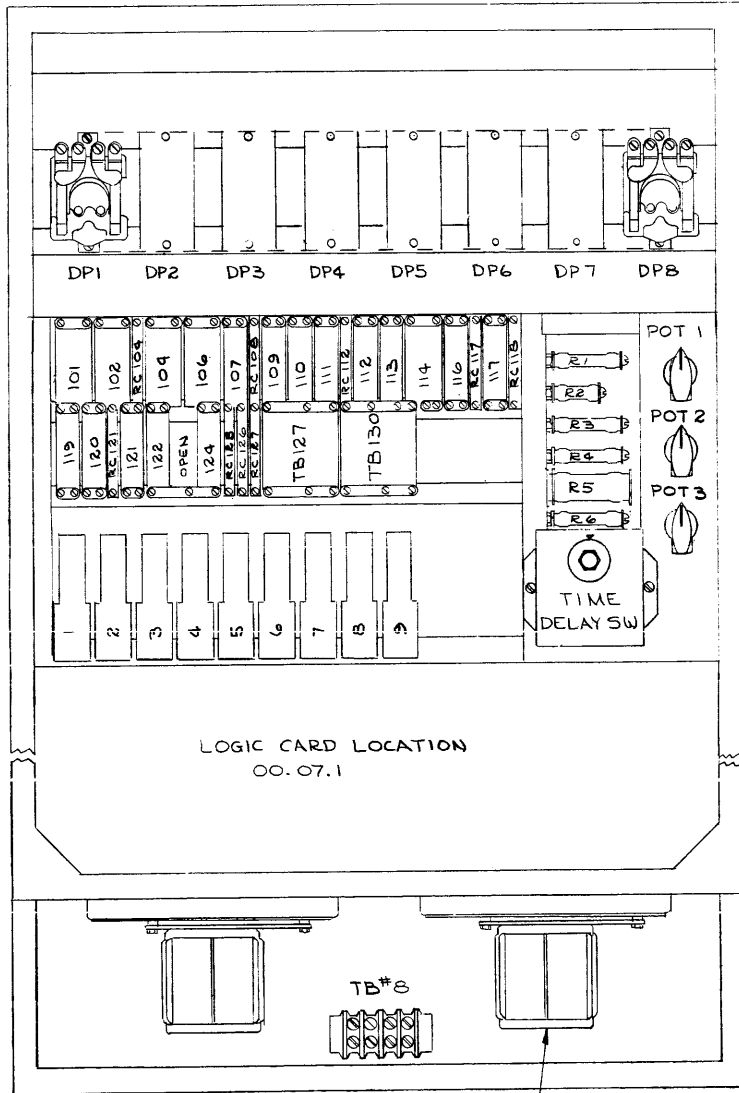 DP1 DP2 DP3 DP4 DP5 DP6 DP7 DP8
101 102 RC104 104 106 107 RC108 109 110 111 RC112 112 113 114 116 RC117 117 RC118
119 120 RC121 121 122 OPEN 124 RC125 RC126 RC127 TB127 TB130
R1
R2
R3
R4
R5
R6
POT 1
POT 2
POT 3
TIME
DELAY SW
1 2 3 4 5 6 7 8 9
LOGIC CARD LOCATION
00.07.1
TB#8